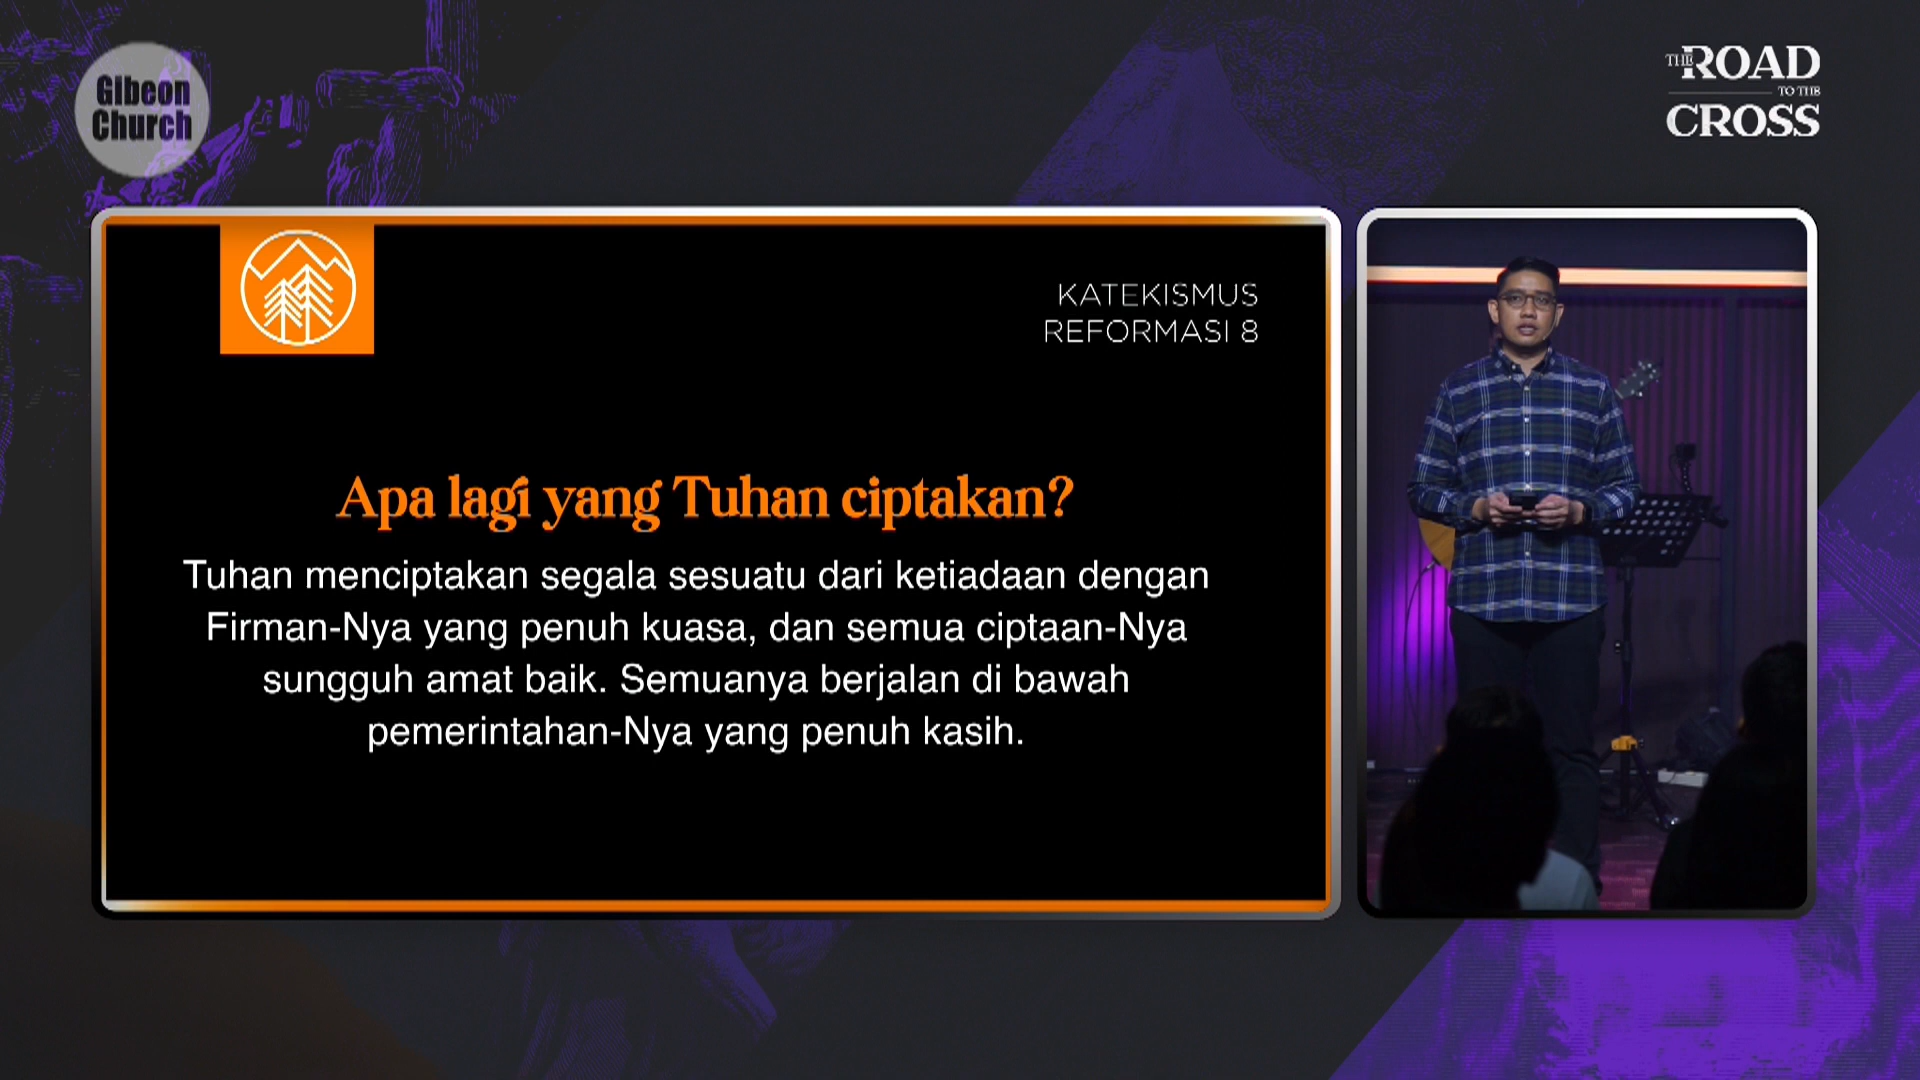 Gibeon
Church
THE ROAD
TO THE
CROSS
KATEKISMUS
REFORMASI 8
Apa lagi yang Tuhan ciptakan?
Tuhan menciptakan segala sesuatu dari ketiadaan dengan
Firman-Nya yang penuh kuasa, dan semua ciptaan-Nya
sungguh amat baik. Semuanya berjalan di bawah
pemerintahan-Nya yang penuh kasih.